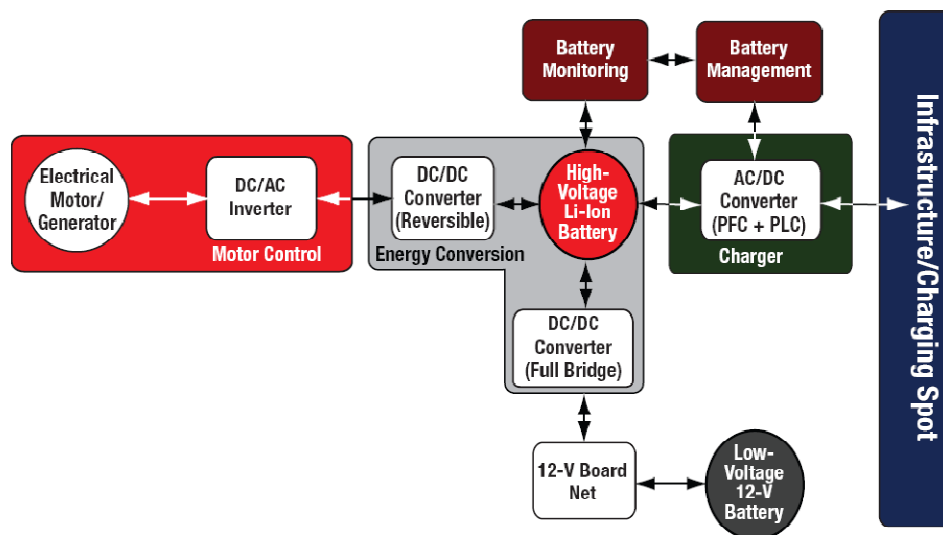 Battery
Monitoring
Battery
Management
Electrical
Motor/
Generator
DC/AC
Inverter
Motor Control
DC/DC
Converter
(Reversible)
Energy Conversion
High-
Voltage
Li-Ion
Battery
AC/DC
Converter
(PFC + PLC)
Charger
DC/DC
Converter
(Full Bridge)
12-V Board
Net
Low-
Voltage
12-V
Battery
Infrastructure/Charging Spot